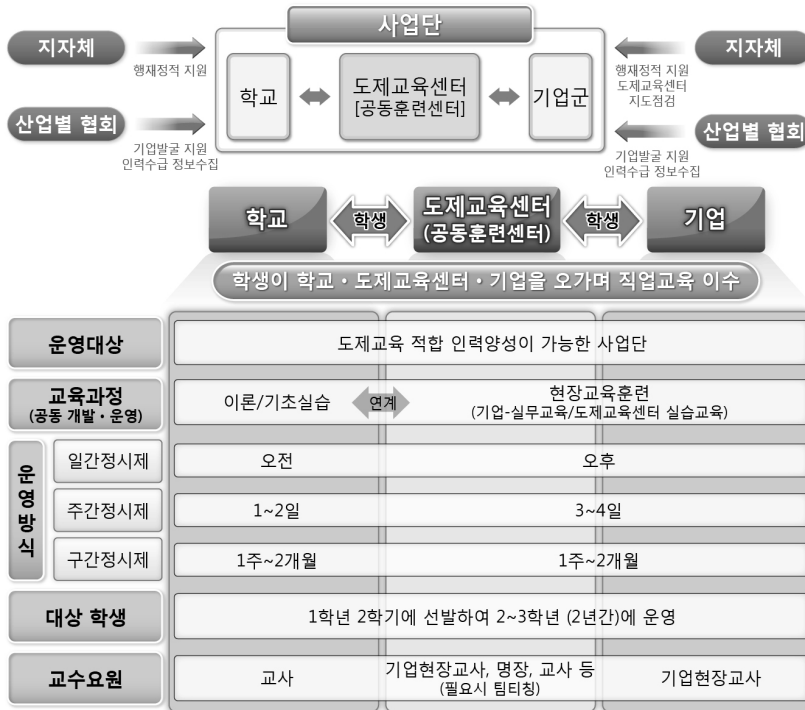 사업단
지자체
행재정적 지원
산업별 협회
기업발굴 지원
인력수급 정보수집
학교
도제교육센터
[공동훈련센터]
기업군
지자체
행재정적 지원
도제교육센터
지도점검
산업별 협회
기업발굴 지원
인력수급 정보수집
학교
학생
도제교육센터
(공동훈련센터)
학생
기업
학생이 학교・도제교육센터・기업을 오가며 직업교육 이수
운영대상
도제교육 적합 인력양성이 가능한 사업단
교육과정
(공동 개발・운영)
이론/기초실습
연계
현장교육훈련
(기업-실무교육/도제교육센터 실습교육)
운영방식
일간정시제
오전
오후
주간정시제
1~2일
3~4일
구간정시제
1주~2개월
1주~2개월
대상 학생
1학년 2학기에 선발하여 2~3학년 (2년간)에 운영
교수요원
교사
기업현장교사, 명장, 교사 등
(필요시 팀티칭)
기업현장교사